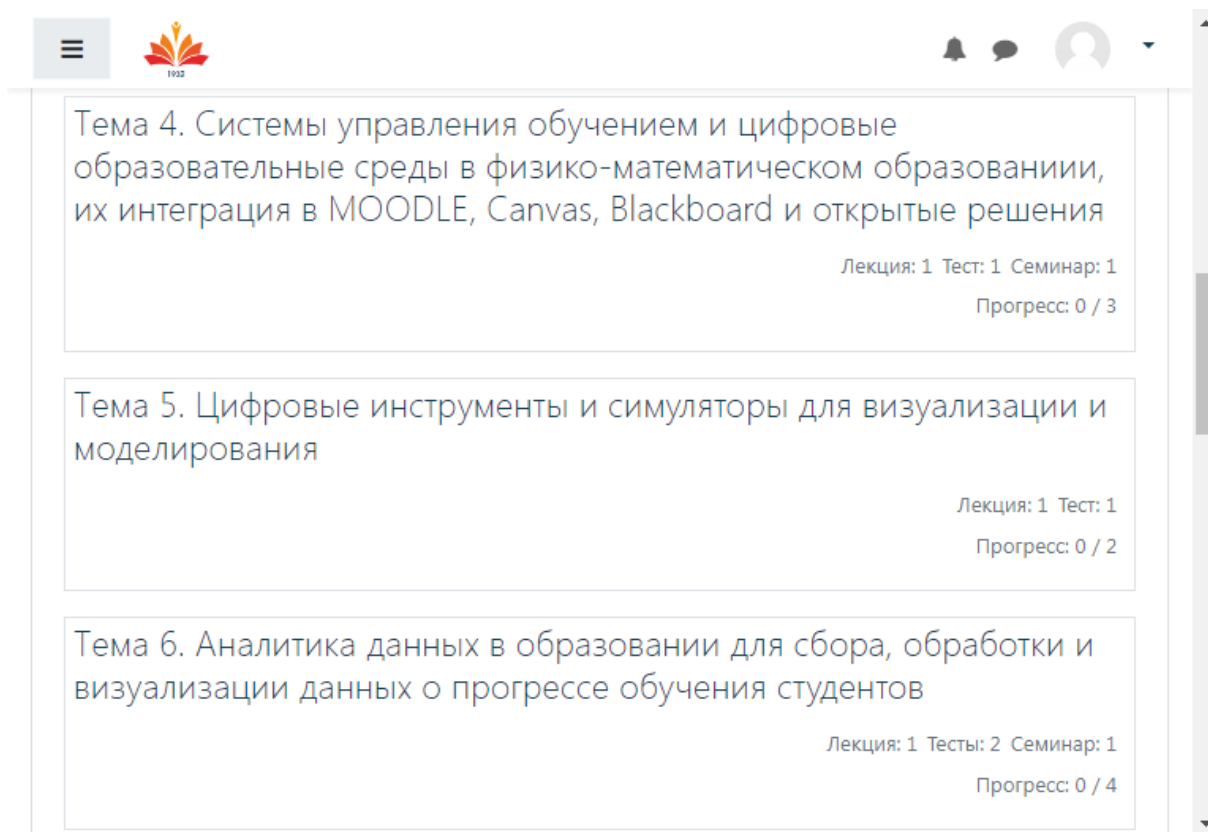 1932
Тема 4. Системы управления обучением и цифровые
образовательные среды в физико-математическом образованиии,
их интеграция в MOODLE, Canvas, Blackboard и открытые решения
Лекция: 1 Тест: 1 Семинар: 1
Прогресс: 0 / 3
Тема 5. Цифровые инструменты и симуляторы для визуализации и
моделирования
Лекция: 1 Тест: 1
Прогресс: 0 / 2
Тема 6. Аналитика данных в образовании для сбора, обработки и
визуализации данных о прогрессе обучения студентов
Лекция: 1 Тесты: 2 Семинар: 1
Прогресс: 0 / 4